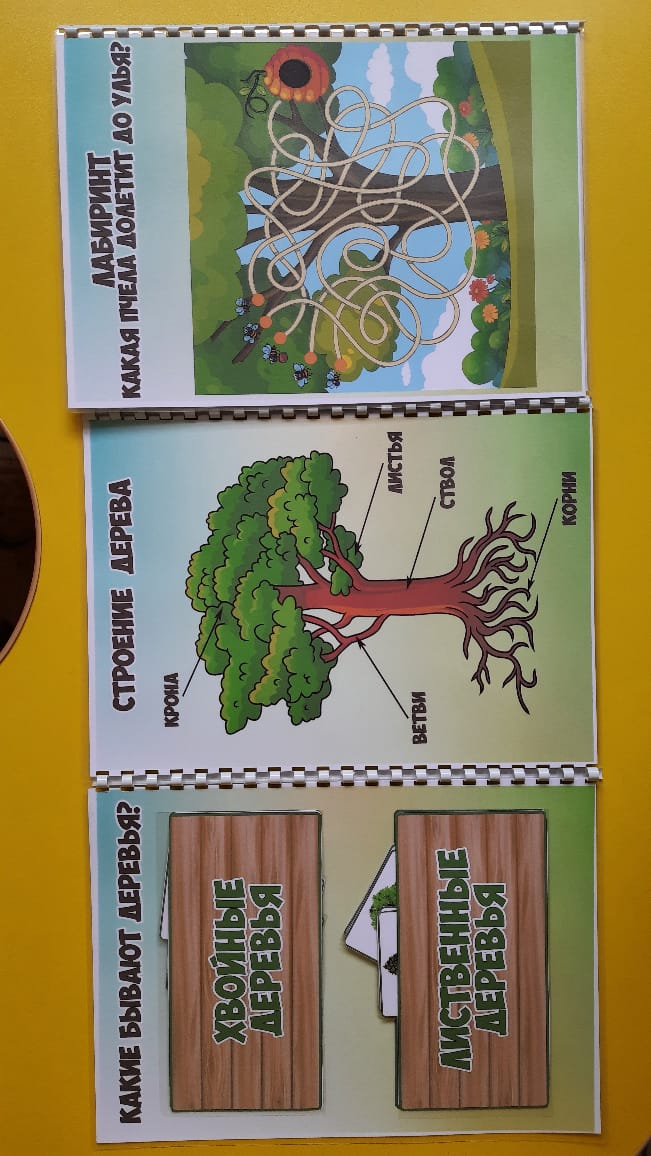 КАКИЕ БЫВАЮТ ДЕРЕВЬЯ?
ХВОЙНЫЕ
ДЕРЕВЬЯ
ЛИСТВЕННЫЕ
ДЕРЕВЬЯ
СТРОЕНИЕ ДЕРЕВА
КРОНА
ЛИСТЬЯ
СТВОЛ
ВЕТВИ
КОРНИ
ЛАБИРИНТ
КАКАЯ ПЧЕЛА ДОЛЕТИТ ДО УЛЬЯ?